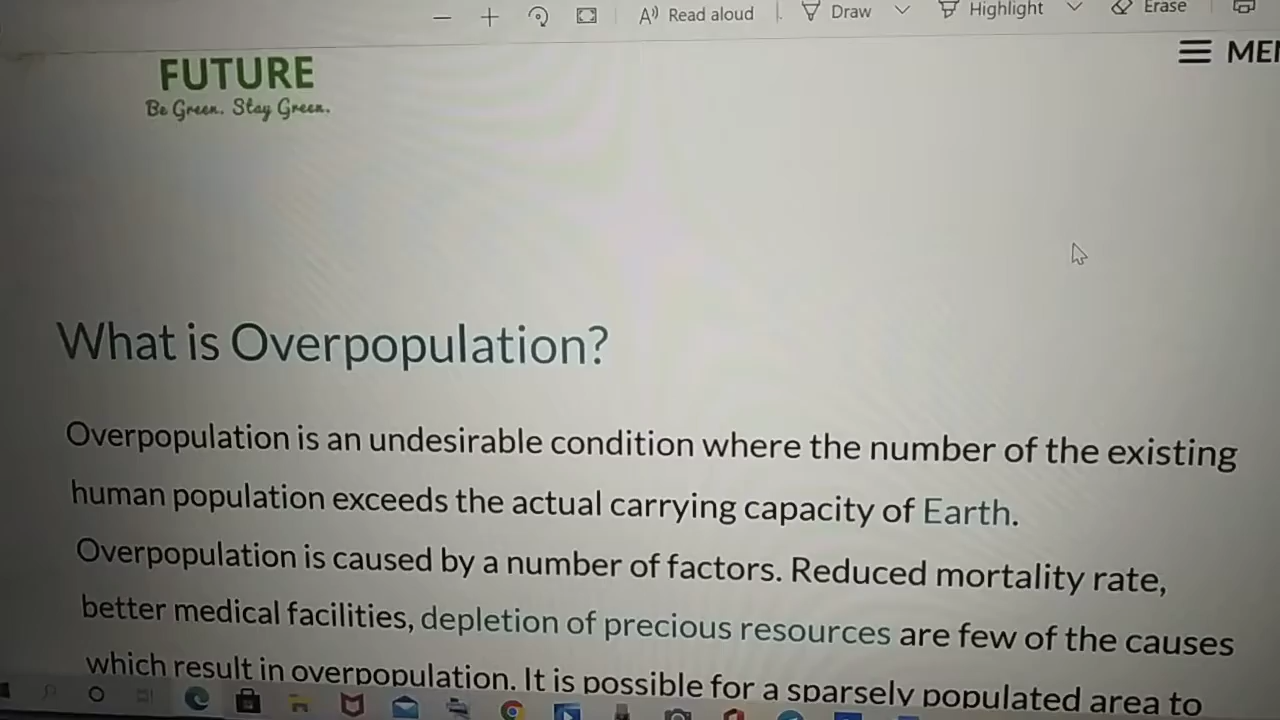 Read aloud
Draw
Highlight
Erase
FUTURE
Be Green. Stay Green.
What is Overpopulation?
Overpopulation is an undesirable condition where the number of the existing
human population exceeds the actual carrying capacity of Earth.
Overpopulation is caused by a number of factors. Reduced mortality rate,
better medical facilities, depletion of precious resources are few of the causes
which result in overpopulation. It is possible for a sparsely populated area to